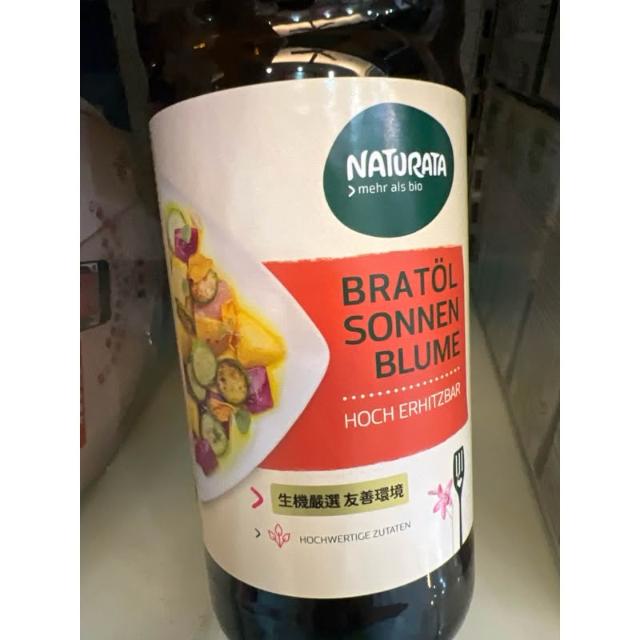 NATURATA
mehr als bio
BRATÖL
SONNEN
BLUME
HOCH ERHITZBAR
生機嚴選 友善環境
HOCHWERTIGE ZUTATEN